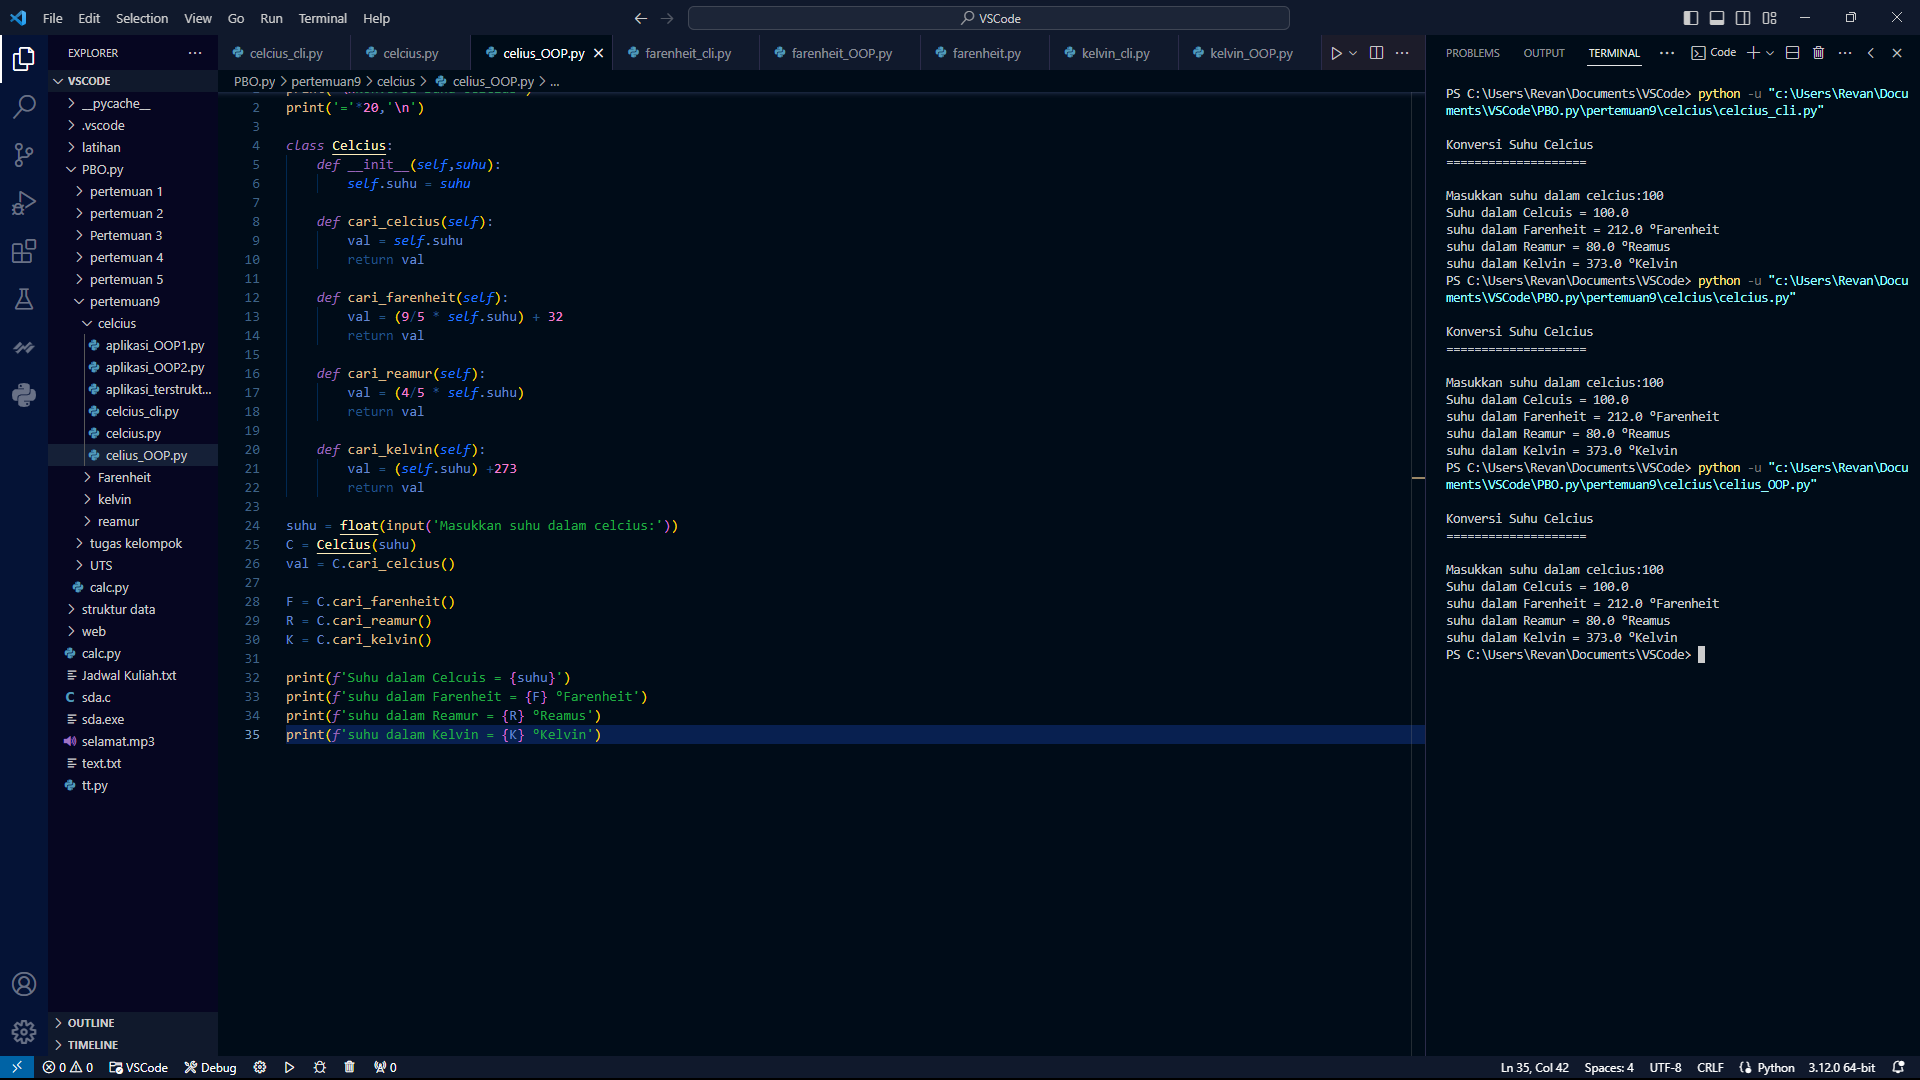 File Edit Selection View Go Run Terminal Help
VSCode
EXPLORER
VSCODE
__pycache__
.vscode
latihan
PBO.py
pertemuan 1
pertemuan 2
Pertemuan 3
pertemuan 4
pertemuan 5
pertemuan9
celcius
aplikasi_OOP1.py
aplikasi_OOP2.py
aplikasi_terstrukt...
celcius_cli.py
celcius.py
celius_OOP.py
Farenheit
kelvin
reamur
tugas kelompok
UTS
calc.py
struktur data
web
calc.py
Jadwal Kuliah.txt
sda.c
sda.exe
selamat.mp3
text.txt
tt.py
OUTLINE
TIMELINE
celcius_cli.py celcius.py celius_OOP.py farenheit_cli.py farenheit_OOP.py farenheit.py kelvin_cli.py kelvin_OOP.py
PBO.py > pertemuan9 > celcius > celius_OOP.py > ...
2 print('='*20,'\n')
3
4 class Celcius:
5 def __init__(self,suhu):
6 self.suhu = suhu
7
8 def cari_celcius(self):
9 val = self.suhu
10 return val
11
12 def cari_farenheit(self):
13 val = (9/5 * self.suhu) + 32
14 return val
15
16 def cari_reamur(self):
17 val = (4/5 * self.suhu)
18 return val
19
20 def cari_kelvin(self):
21 val = (self.suhu) +273
22 return val
23
24 suhu = float(input('Masukkan suhu dalam celcius:'))
25 C = Celcius(suhu)
26 val = C.cari_celcius()
27
28 F = C.cari_farenheit()
29 R = C.cari_reamur()
30 K = C.cari_kelvin()
31
32 print(f'Suhu dalam Celcuis = {suhu}')
33 print(f'suhu dalam Farenheit = {F} ºFarenheit')
34 print(f'suhu dalam Reamur = {R} ºReamus')
35 print(f'suhu dalam Kelvin = {K} ºKelvin')
PROBLEMS OUTPUT TERMINAL Code
PS C:\Users\Revan\Documents\VSCode> python -u "c:\Users\Revan\Docu
ments\VSCode\PBO.py\pertemuan9\celcius\celcius_cli.py"
Konversi Suhu Celcius
====================
Masukkan suhu dalam celcius:100
Suhu dalam Celcuis = 100.0
suhu dalam Farenheit = 212.0 ºFarenheit
suhu dalam Reamur = 80.0 ºReamus
suhu dalam Kelvin = 373.0 ºKelvin
PS C:\Users\Revan\Documents\VSCode> python -u "c:\Users\Revan\Docu
ments\VSCode\PBO.py\pertemuan9\celcius\celcius.py"
Konversi Suhu Celcius
====================
Masukkan suhu dalam celcius:100
Suhu dalam Celcuis = 100.0
suhu dalam Farenheit = 212.0 ºFarenheit
suhu dalam Reamur = 80.0 ºReamus
suhu dalam Kelvin = 373.0 ºKelvin
PS C:\Users\Revan\Documents\VSCode> python -u "c:\Users\Revan\Docu
ments\VSCode\PBO.py\pertemuan9\celcius\celius_OOP.py"
Konversi Suhu Celcius
====================
Masukkan suhu dalam celcius:100
Suhu dalam Celcuis = 100.0
suhu dalam Farenheit = 212.0 ºFarenheit
suhu dalam Reamur = 80.0 ºReamus
suhu dalam Kelvin = 373.0 ºKelvin
PS C:\Users\Revan\Documents\VSCode>
0 0 VSCode Debug 0 Ln 35, Col 42 Spaces: 4 UTF-8 CRLF Python 3.12.0 64-bit